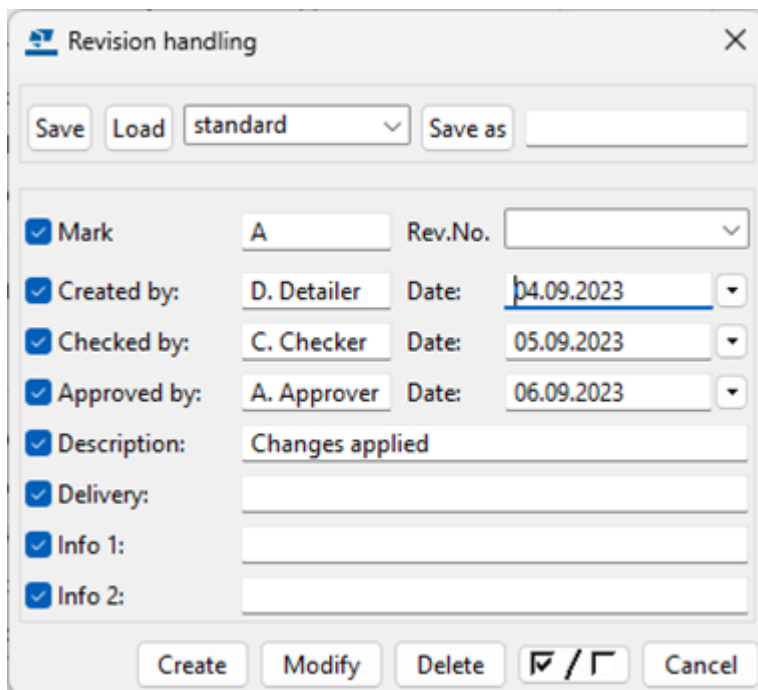 Revision handling
Save Load standard Save as
Mark A Rev.No.
Created by: D. Detailer Date: 04.09.2023
Checked by: C. Checker Date: 05.09.2023
Approved by: A. Approver Date: 06.09.2023
Description: Changes applied
Delivery:
Info 1:
Info 2:
Create Modify Delete / Cancel